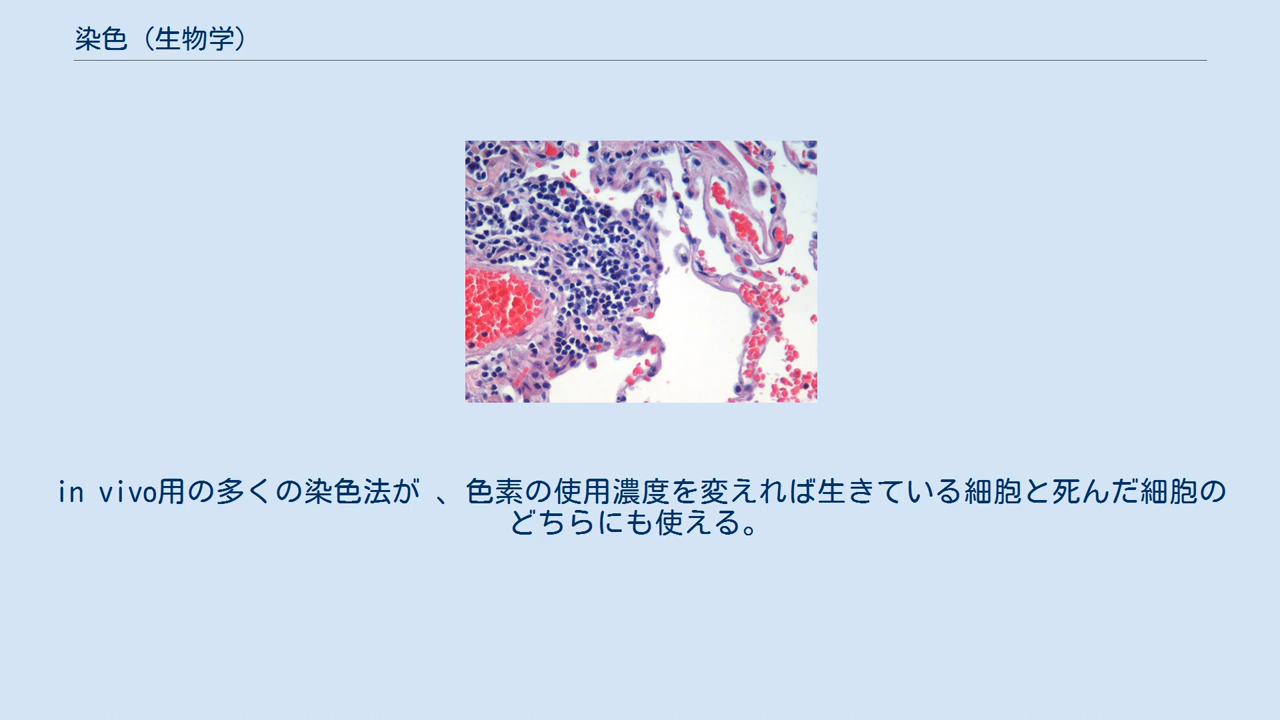 染色（生物学）
in vivo用の多くの染色法が 、色素の使用濃度を変えれば生きている細胞と死んだ細胞の
どちらにも使える。